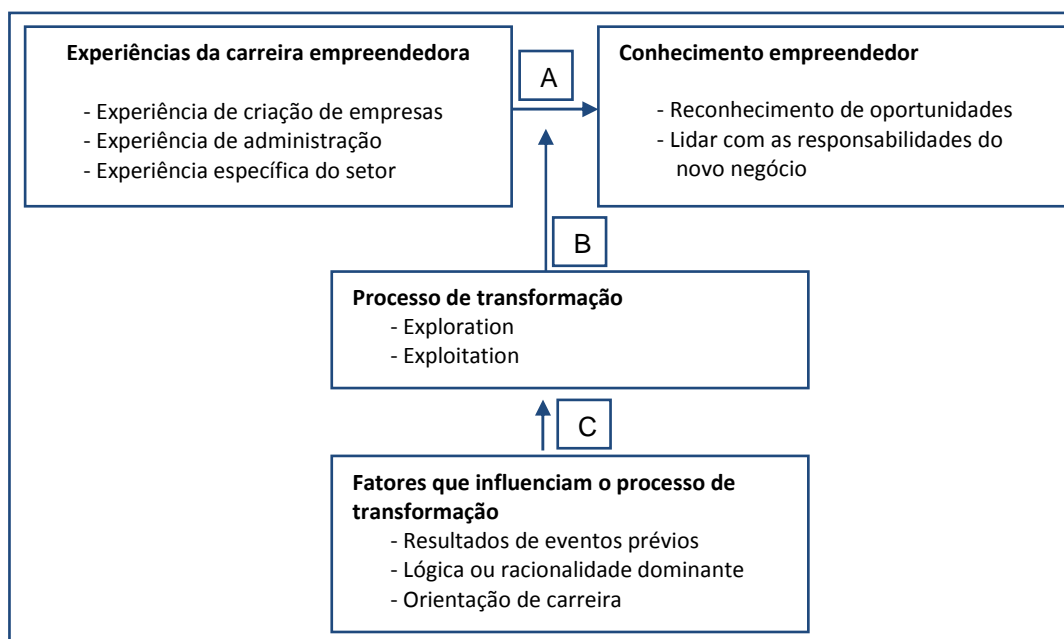 Experiências da carreira empreendedora
- Experiência de criação de empresas
- Experiência de administração
- Experiência específica do setor
A
Conhecimento empreendedor
- Reconhecimento de oportunidades
- Lidar com as responsabilidades do
novo negócio
B
Processo de transformação
- Exploration
- Exploitation
C
Fatores que influenciam o processo de
transformação
- Resultados de eventos prévios
- Lógica ou racionalidade dominante
- Orientação de carreira